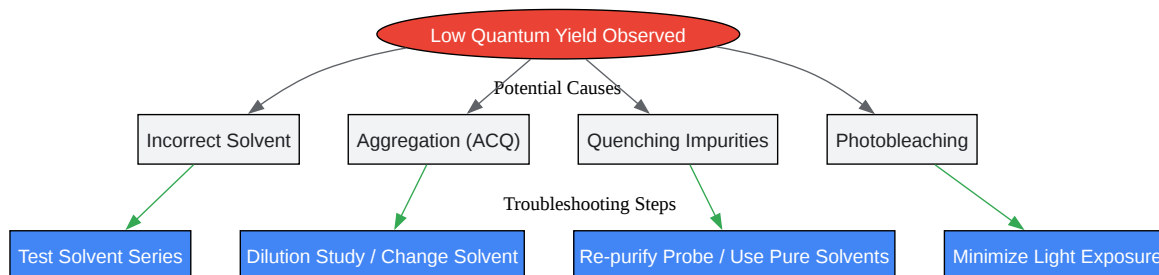 Low Quantum Yield Observed
Potential Causes
Incorrect Solvent
Aggregation (ACQ)
Quenching Impurities
Photobleaching
Troubleshooting Steps
Test Solvent Series
Dilution Study / Change Solvent
Re-purify Probe / Use Pure Solvents
Minimize Light Exposure